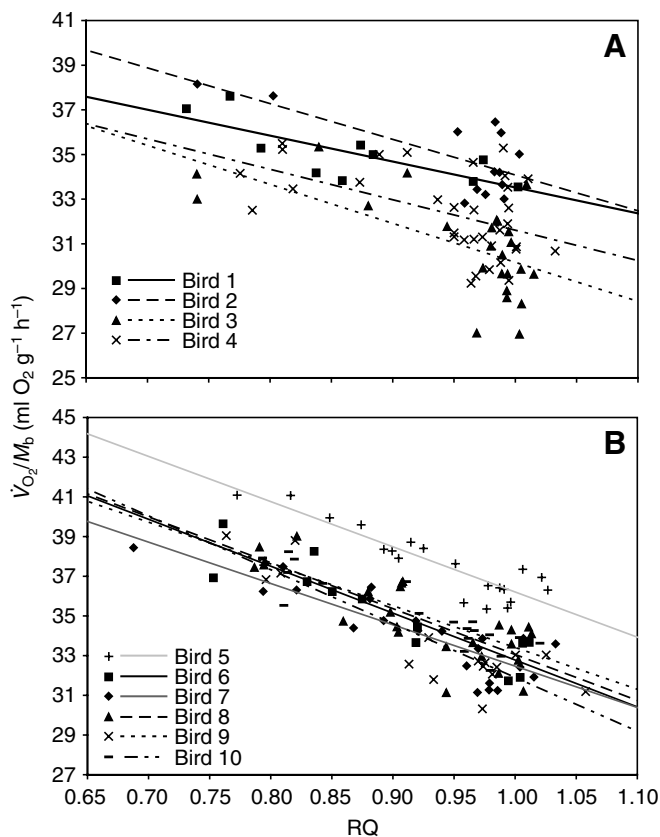 A
41
39
37
35
33
31
29
27
25
Bird 1
Bird 2
Bird 3
Bird 4
V̇O₂/Mb (ml O₂ g⁻¹ h⁻¹)
B
45
43
41
39
37
35
33
31
29
27
Bird 5
Bird 6
Bird 7
Bird 8
Bird 9
Bird 10
0.65 0.70 0.75 0.80 0.85 0.90 0.95 1.00 1.05 1.10
RQ